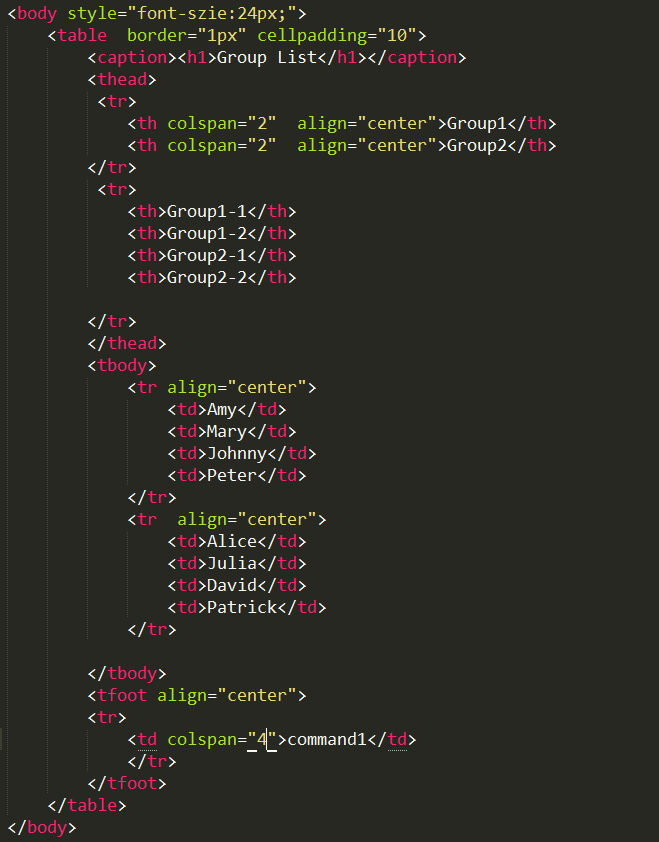 <body style="font-szie:24px;">
    <table  border="1px" cellpadding="10">
        <caption><h1>Group List</h1></caption>
        <thead>
         <tr>
            <th colspan="2"  align="center">Group1</th>
            <th colspan="2"  align="center">Group2</th>
        </tr>
         <tr>
            <th>Group1-1</th>
            <th>Group1-2</th>
            <th>Group2-1</th>
            <th>Group2-2</th>

        </tr>
        </thead>
        <tbody>
            <tr align="center">
                <td>Amy</td>
                <td>Mary</td>
                <td>Johnny</td>
                <td>Peter</td>
            </tr>
            <tr  align="center">
                <td>Alice</td>
                <td>Julia</td>
                <td>David</td>
                <td>Patrick</td>
            </tr>

        </tbody>
        <tfoot align="center">
        <tr>
            <td colspan="4">command1</td>
            </tr>
        </tfoot>
    </table>
</body>